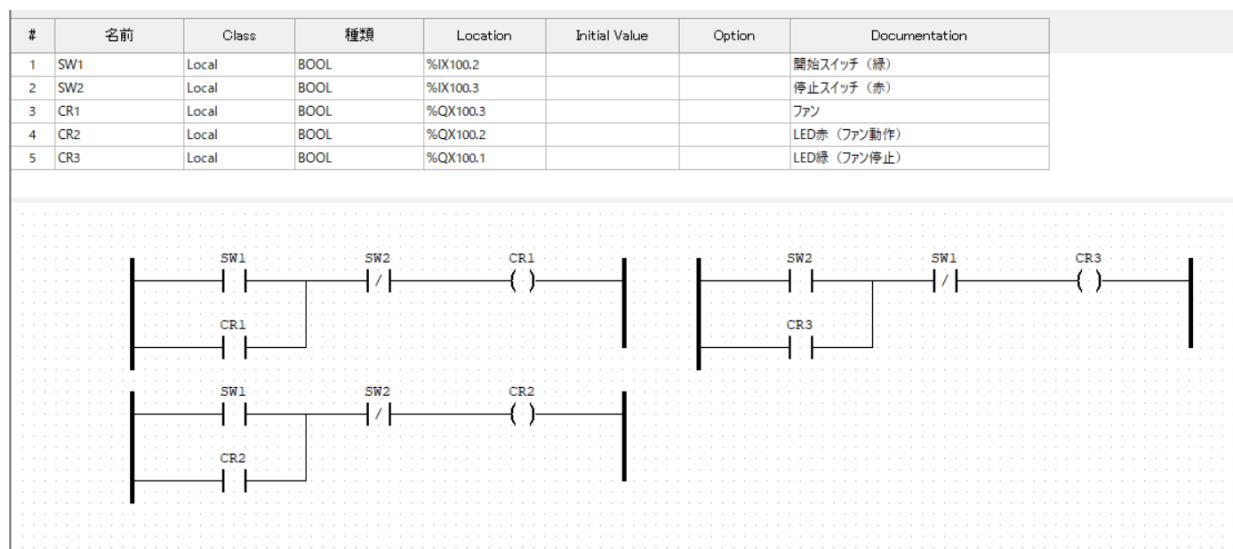 # 名前 Class 種類 Location Initial Value Option Documentation
1 SW1 Local BOOL %IX100.2 開始スイッチ（緑）
2 SW2 Local BOOL %IX100.3 停止スイッチ（赤）
3 CR1 Local BOOL %QX100.3 ファン
4 CR2 Local BOOL %QX100.2 LED赤（ファン動作）
5 CR3 Local BOOL %QX100.1 LED緑（ファン停止）
SW1 SW2 CR1
CR1
SW2 SW1 CR3
CR3
SW1 SW2 CR2
CR2